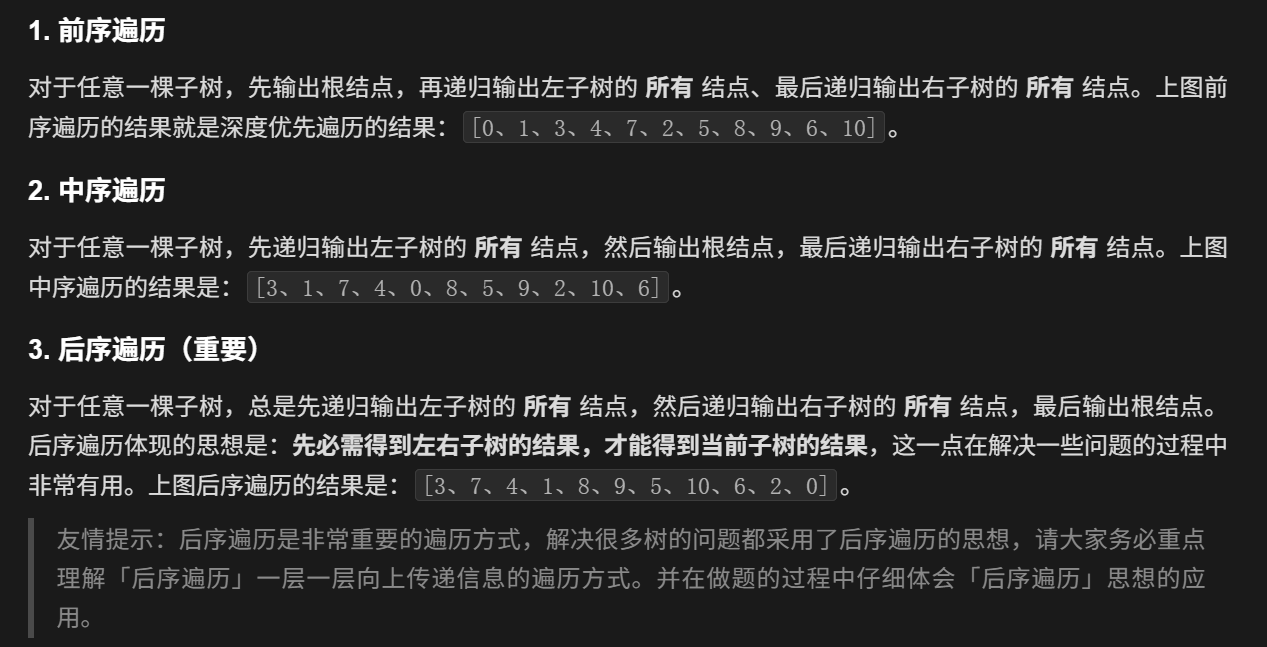 1. 前序遍历
对于任意一棵子树，先输出根结点，再递归输出左子树的 所有 结点、最后递归输出右子树的 所有 结点。上图前
序遍历的结果就是深度优先遍历的结果：[0、1、3、4、7、2、5、8、9、6、10]。
2. 中序遍历
对于任意一棵子树，先递归输出左子树的 所有 结点，然后输出根结点，最后递归输出右子树的 所有 结点。上图
中序遍历的结果是：[3、1、7、4、0、8、5、9、2、10、6]。
3. 后序遍历（重要）
对于任意一棵子树，总是先递归输出左子树的 所有 结点，然后递归输出右子树的 所有 结点，最后输出根结点。
后序遍历体现的思想是：先必需得到左右子树的结果，才能得到当前子树的结果，这一点在解决一些问题的过程中
非常有用。上图后序遍历的结果是：[3、7、4、1、8、9、5、10、6、2、0]。
友情提示：后序遍历是非常重要的遍历方式，解决很多树的问题都采用了后序遍历的思想，请大家务必重点
理解「后序遍历」一层一层向上传递信息的遍历方式。并在做题的过程中仔细体会「后序遍历」思想的应
用。